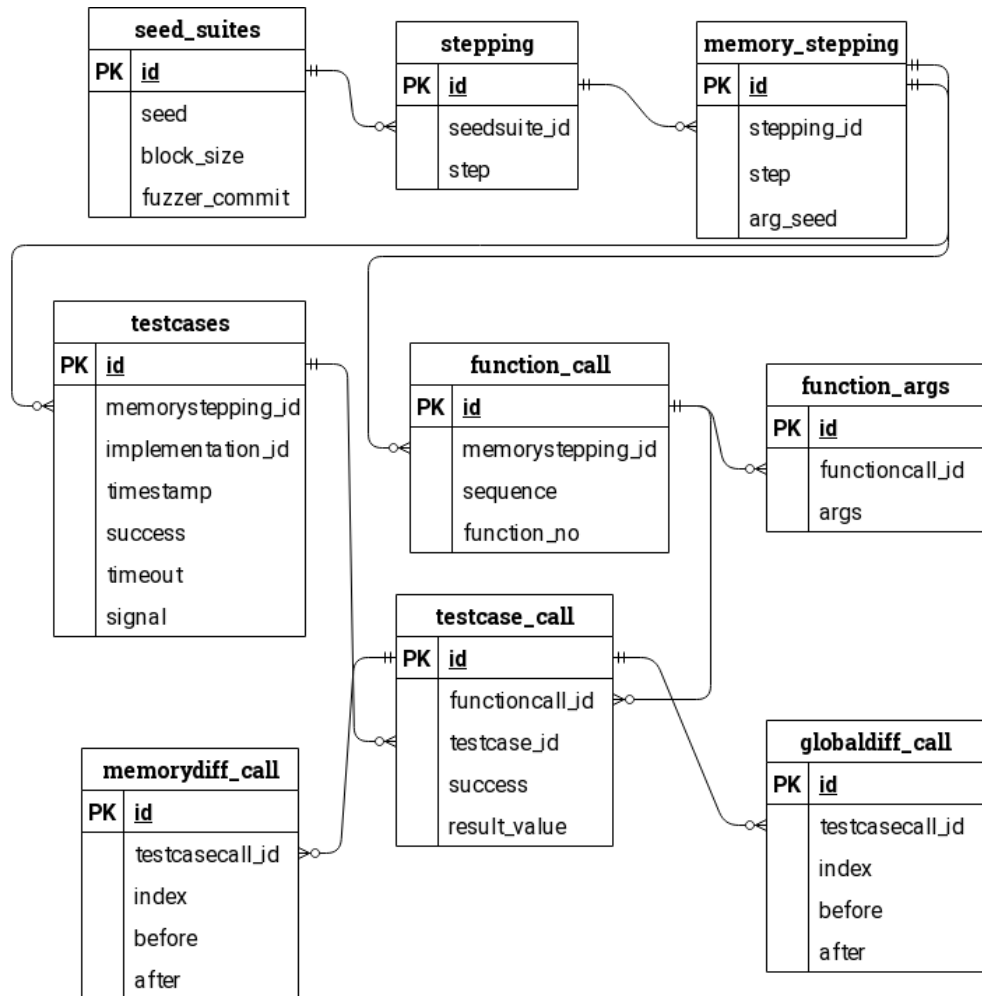 seed_suites
PK id
seed
block_size
fuzzer_commit
stepping
PK id
seedsuite_id
step
memory_stepping
PK id
stepping_id
step
arg_seed
testcases
PK id
memorystepping_id
implementation_id
timestamp
success
timeout
signal
function_call
PK id
memorystepping_id
sequence
function_no
function_args
PK id
functioncall_id
args
testcase_call
PK id
functioncall_id
testcase_id
success
result_value
memorydiff_call
PK id
testcasecall_id
index
before
after
globaldiff_call
PK id
testcasecall_id
index
before
after